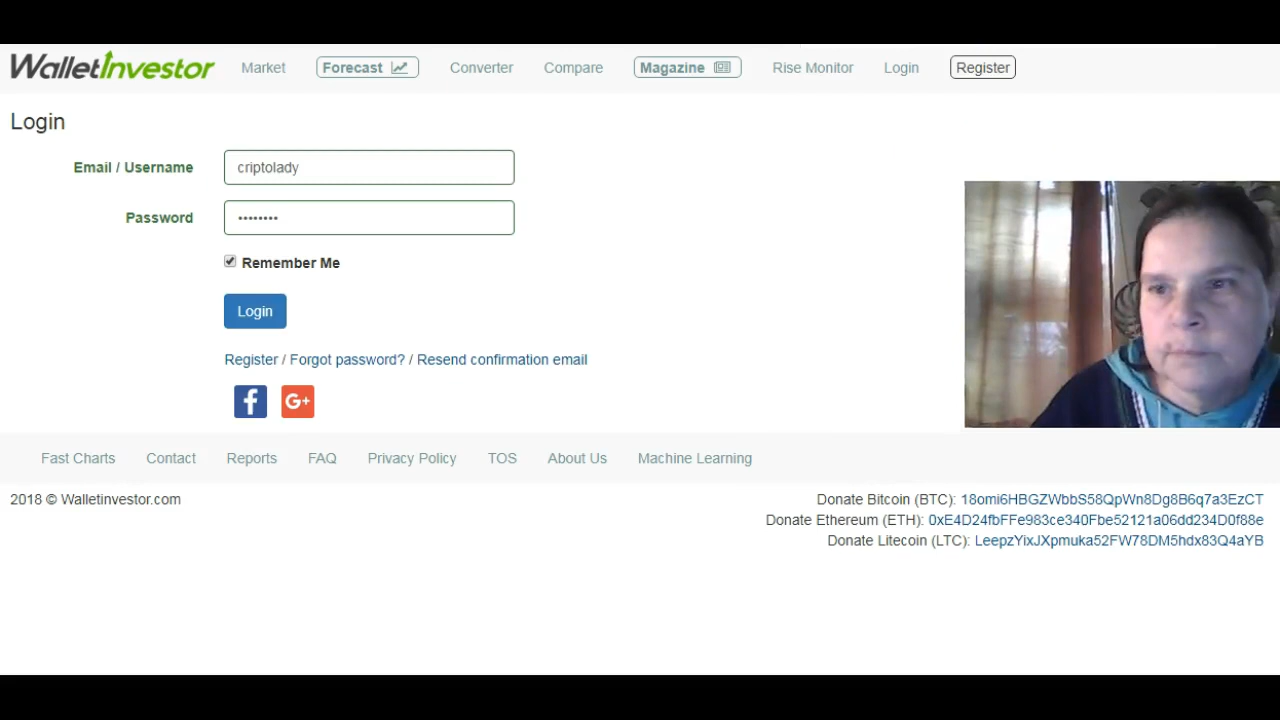 WalletInvestor Market Forecast Converter Compare Magazine Rise Monitor Login Register
Login
Email / Username criptolady
Password ••••••••
Remember Me
Login
Register / Forgot password? / Resend confirmation email
f G+
Fast Charts Contact Reports FAQ Privacy Policy TOS About Us Machine Learning
2018 © Walletinvestor.com Donate Bitcoin (BTC): 18omi6HBGZWbbS58QpWn8Dg8B6q7a3EzCT
Donate Ethereum (ETH): 0xE4D24fbFFe983ce340Fbe52121a06dd234D0f88e
Donate Litecoin (LTC): LeepzYixJXpmuka52FW78DM5hdx83Q4aYB